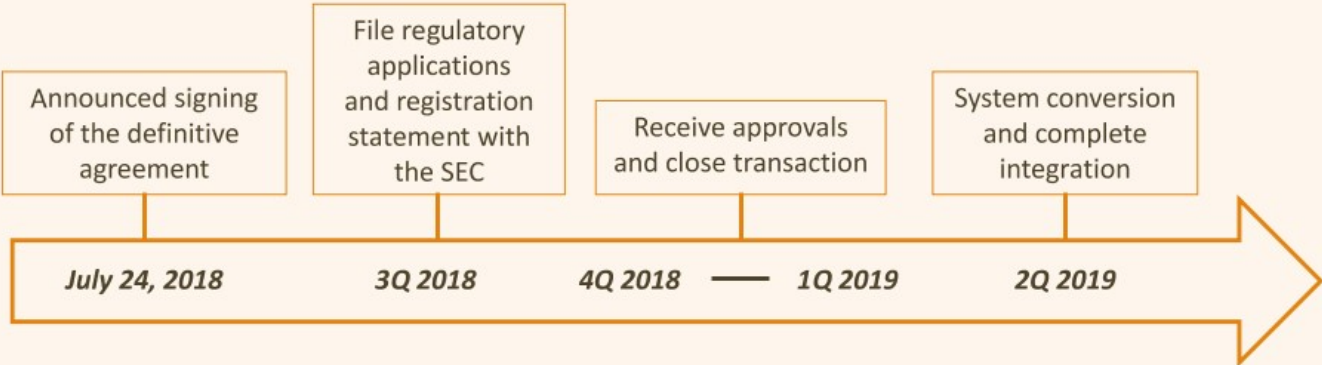 Announced signing
of the definitive
agreement
File regulatory
applications
and registration
statement with
the SEC
Receive approvals
and close transaction
System conversion
and complete
integration
July 24, 2018
3Q 2018
4Q 2018 — 1Q 2019
2Q 2019